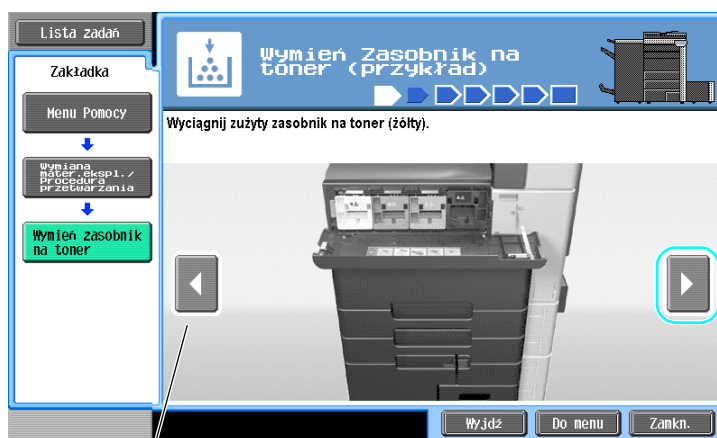 Lista zadań
Zakładka
Menu Pomocy
Wymiana
mater.ekspl./
Procedura
przetwarzania
Wymień zasobnik
na toner
Wymień Zasobnik na
toner (przykład)
Wyciągnij zużyty zasobnik na toner (żółty).
Wyjdź
Do menu
Zamkn.